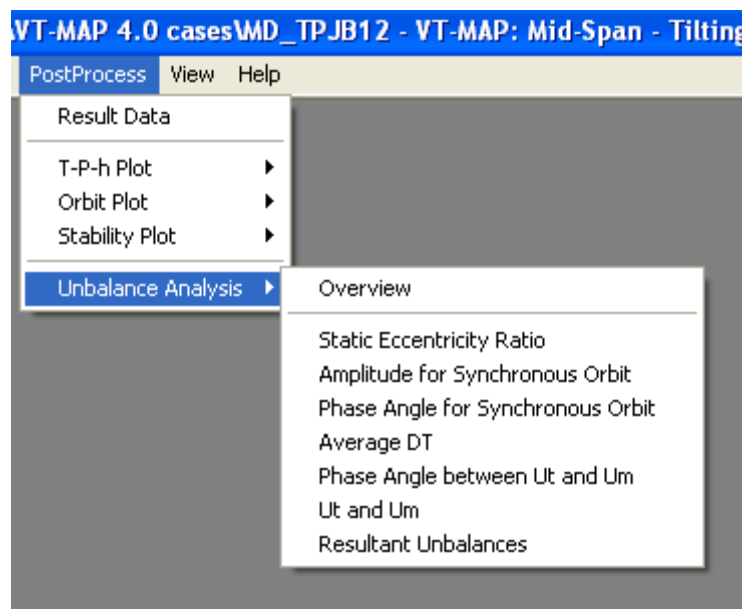 \VT-MAP 4.0 cases\MD_TPJB12 - VT-MAP: Mid-Span - Tilting
PostProcess View Help
Result Data
T-P-h Plot
Orbit Plot
Stability Plot
Unbalance Analysis
Overview
Static Eccentricity Ratio
Amplitude for Synchronous Orbit
Phase Angle for Synchronous Orbit
Average DT
Phase Angle between Ut and Um
Ut and Um
Resultant Unbalances